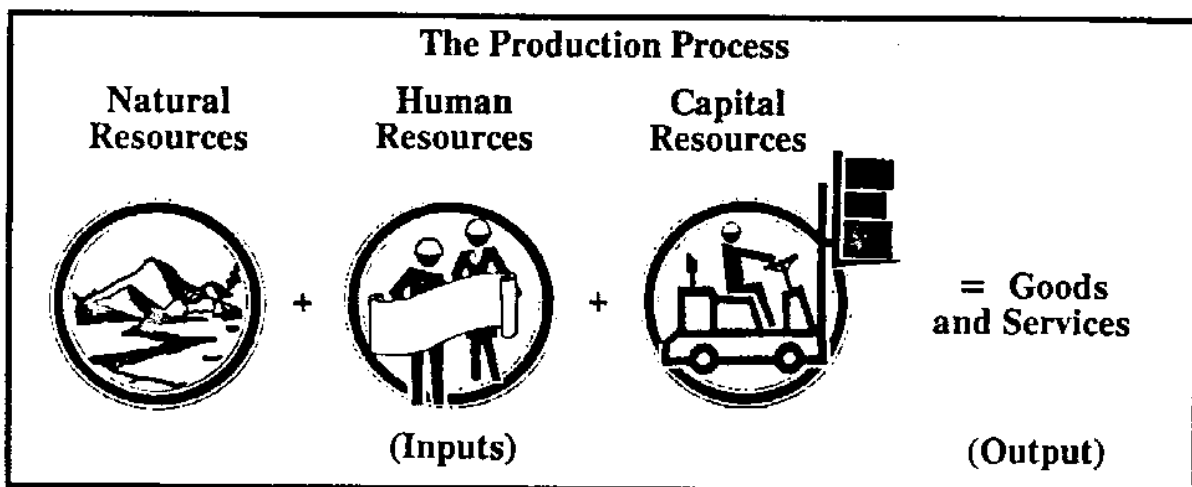 The Production Process
Natural
Resources
Human
Resources
Capital
Resources
+
+
= Goods
and Services
(Inputs)
(Output)